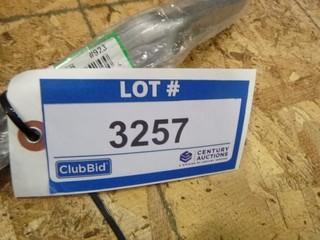 #923
LOT #
3257
ClubBid
CENTURY
AUCTIONS